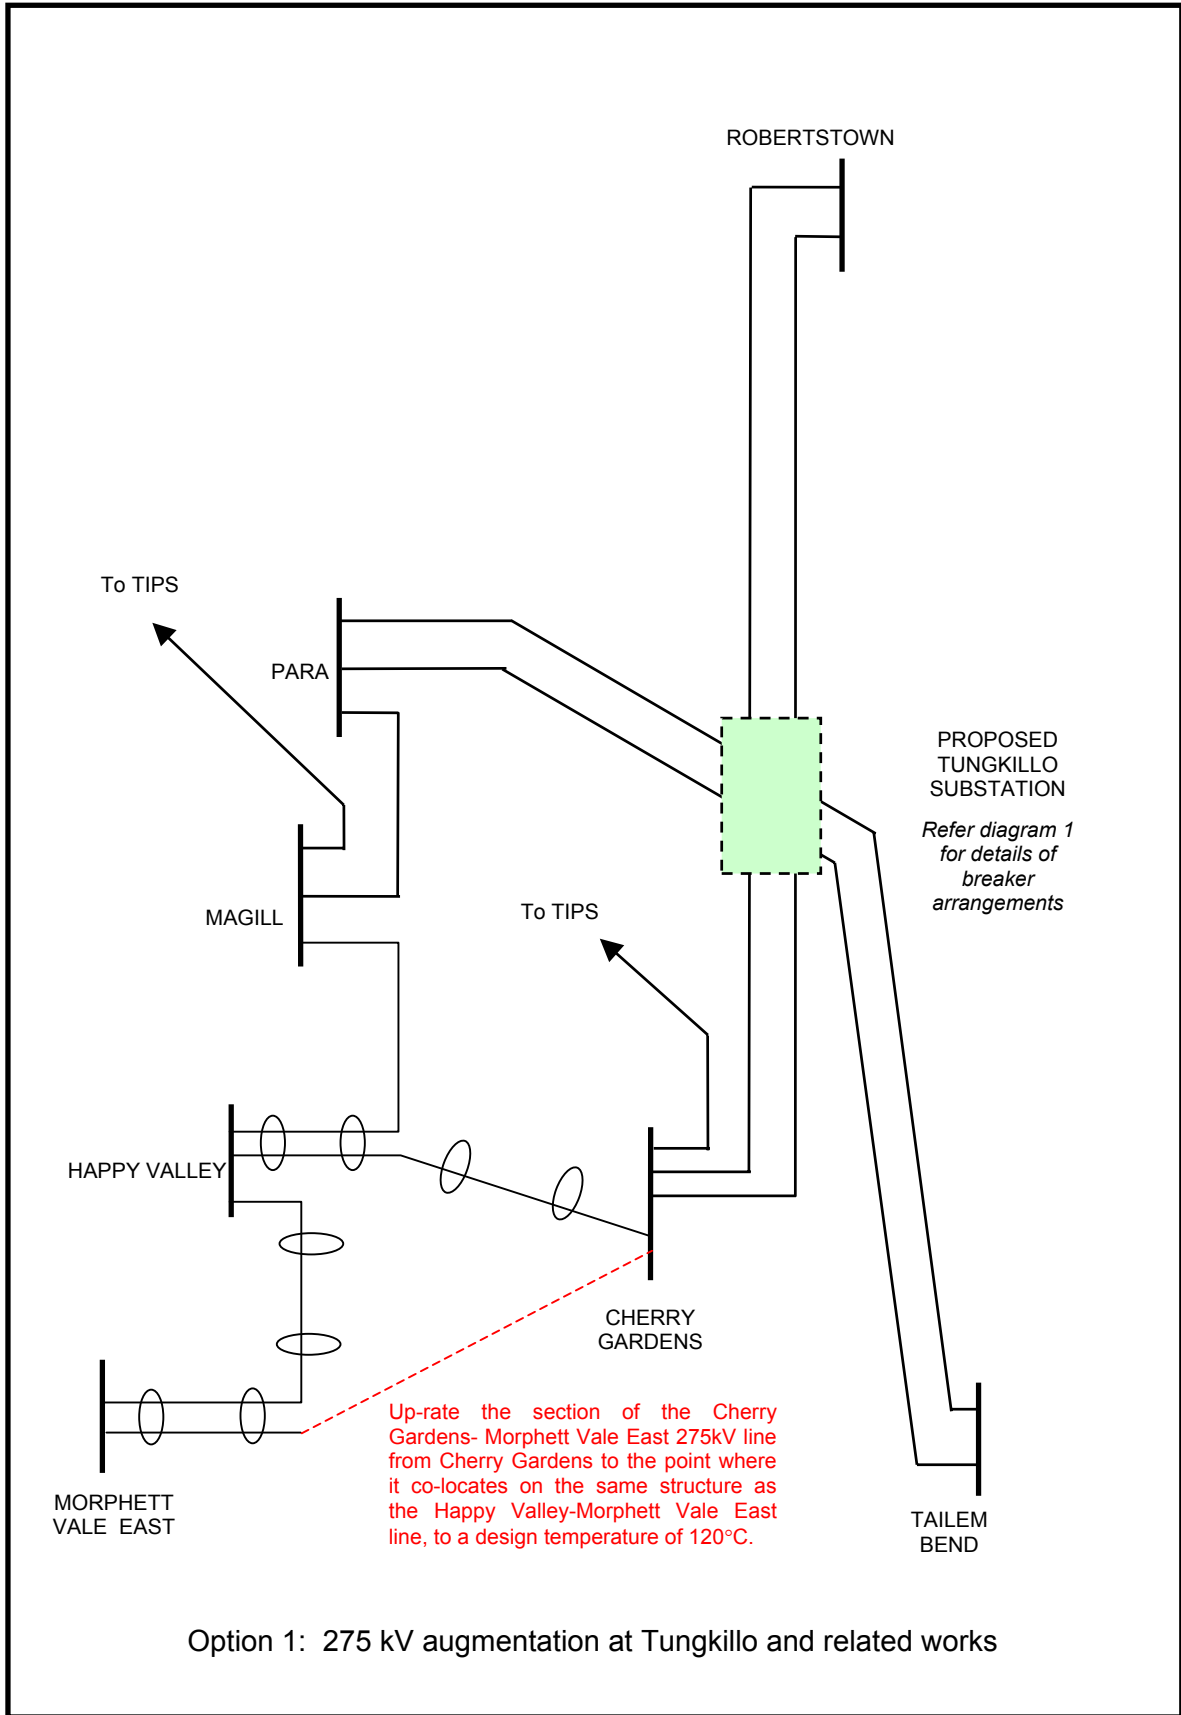 ROBERTSTOWN
To TIPS
PARA
PROPOSED
TUNGKILLO
SUBSTATION
Refer diagram 1
for details of
breaker
arrangements
MAGILL
To TIPS
HAPPY VALLEY
CHERRY
GARDENS
Up-rate the section of the Cherry
Gardens- Morphett Vale East 275kV line
from Cherry Gardens to the point where
it co-locates on the same structure as
the Happy Valley-Morphett Vale East
line, to a design temperature of 120°C.
MORPHETT
VALE EAST
TAILEM
BEND
Option 1: 275 kV augmentation at Tungkillo and related works